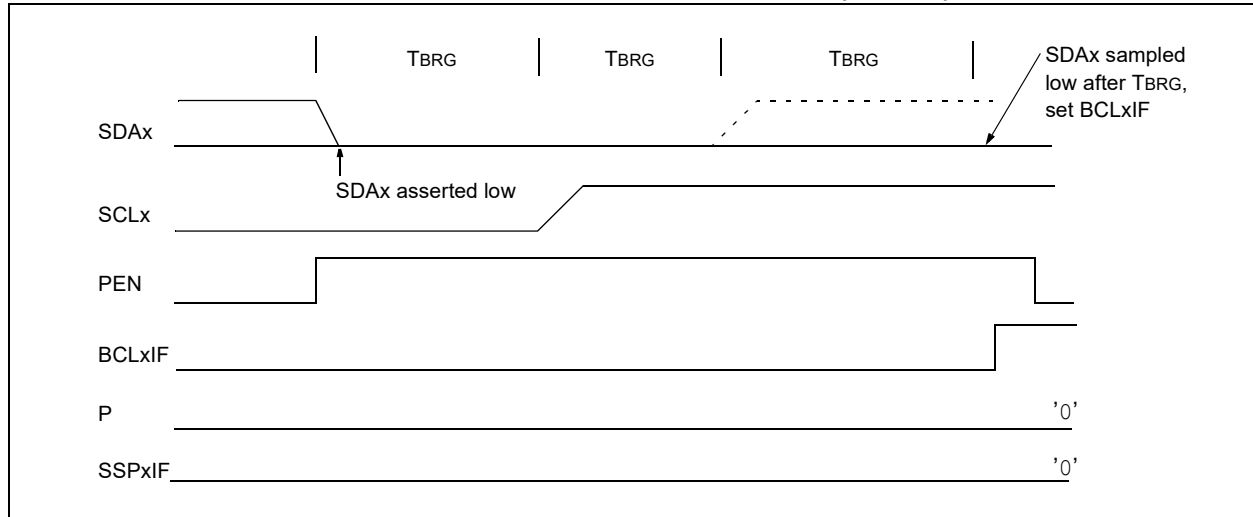 TBRG TBRG TBRG
SDAx sampled
low after TBRG,
set BCLxIF
SDAx
SDAx asserted low
SCLx
PEN
BCLxIF
P '0'
SSPxIF '0'